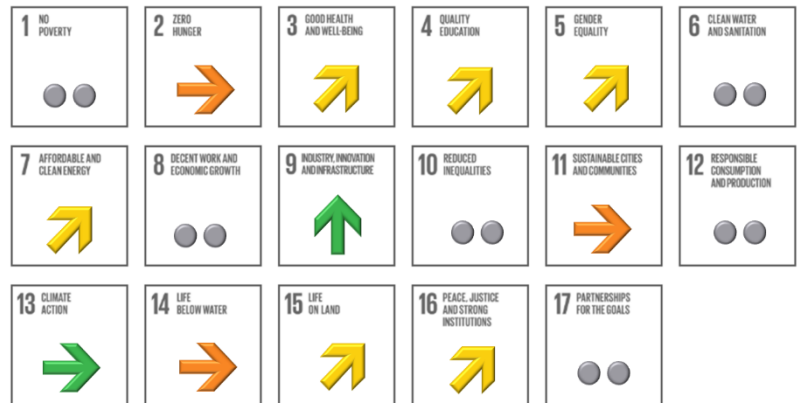 1 NO
POVERTY
2 ZERO
HUNGER
3 GOOD HEALTH
AND WELL-BEING
4 QUALITY
EDUCATION
5 GENDER
EQUALITY
6 CLEAN WATER
AND SANITATION
7 AFFORDABLE AND
CLEAN ENERGY
8 DECENT WORK AND
ECONOMIC GROWTH
9 INDUSTRY, INNOVATION
AND INFRASTRUCTURE
10 REDUCED
INEQUALITIES
11 SUSTAINABLE CITIES
AND COMMUNITIES
12 RESPONSIBLE
CONSUMPTION
AND PRODUCTION
13 CLIMATE
ACTION
14 LIFE
BELOW WATER
15 LIFE
ON LAND
16 PEACE, JUSTICE
AND STRONG
INSTITUTIONS
17 PARTNERSHIPS
FOR THE GOALS